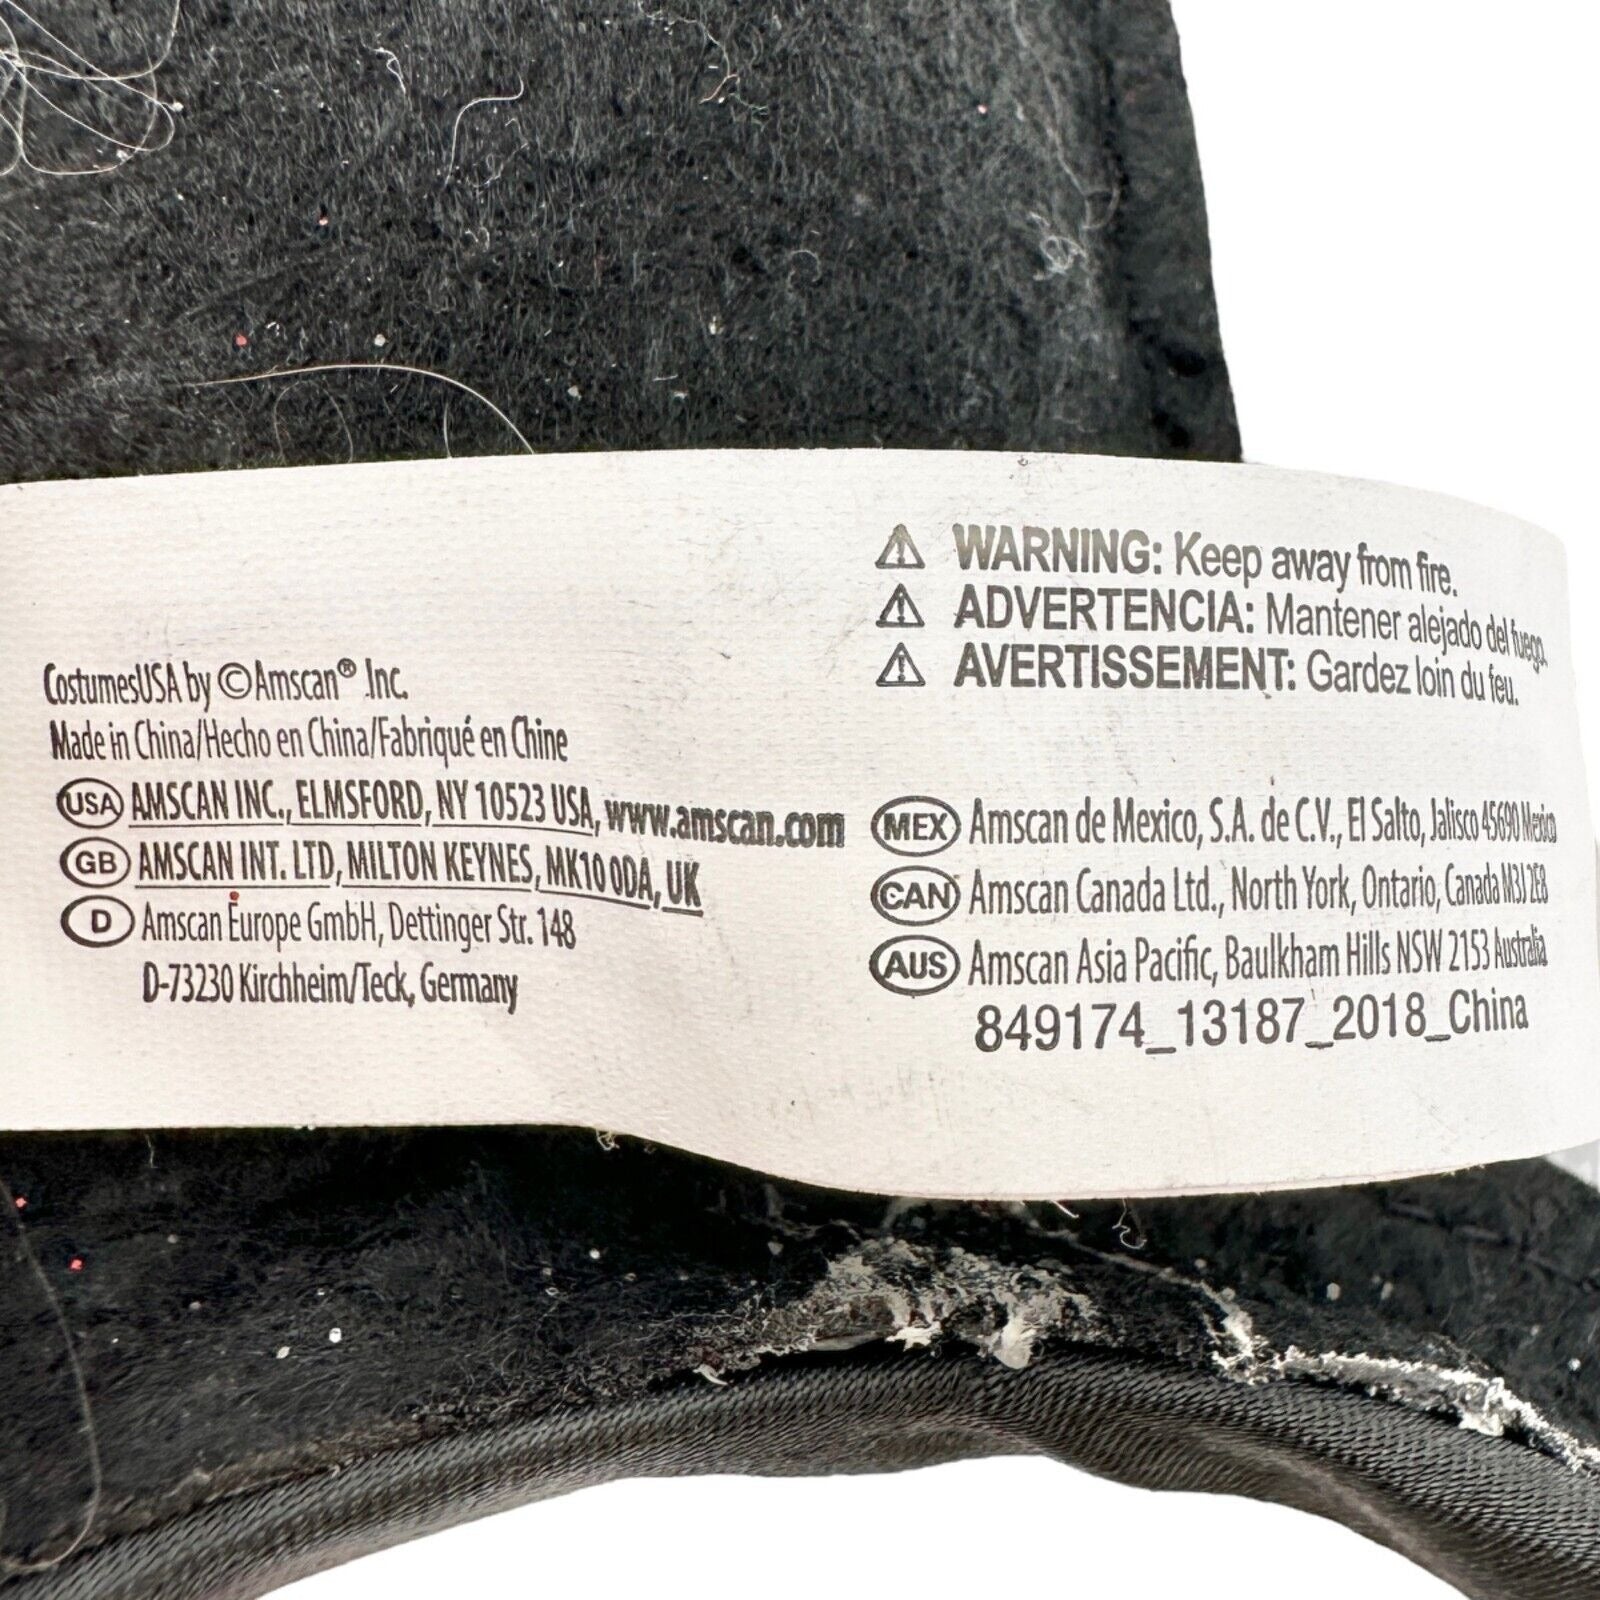 CostumesUSA by ©Amscan® Inc.
Made in China/Hecho en China/Fabriqué en Chine
USA AMSCAN INC., ELMSFORD, NY 10523 USA, www.amscan.com
GB AMSCAN INT. LTD, MILTON KEYNES, MK10 0DA, UK
D Amscan Europe GmbH, Dettinger Str. 148
D-73230 Kirchheim/Teck, Germany
⚠ WARNING: Keep away from fire.
⚠ ADVERTENCIA: Mantener alejado del fuego.
⚠ AVERTISSEMENT: Gardez loin du feu.
MEX Amscan de Mexico, S.A. de C.V., El Salto, Jalisco 45690 Mexico
CAN Amscan Canada Ltd., North York, Ontario, Canada M3J 2E8
AUS Amscan Asia Pacific, Baulkham Hills NSW 2153 Australia
849174_13187_2018_China